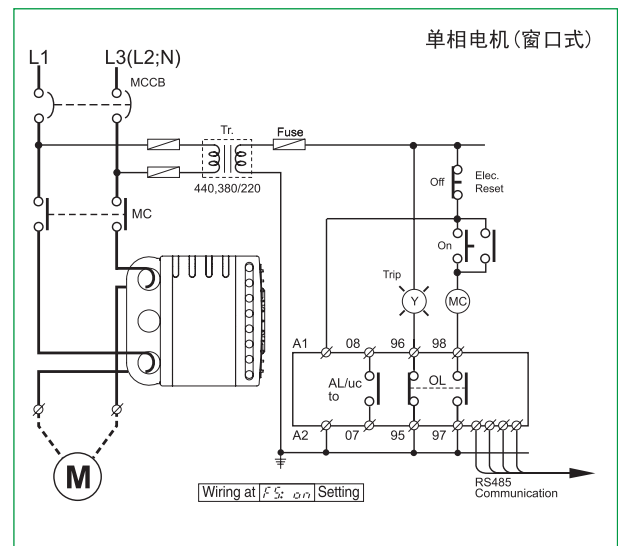 单相电机(窗口式)
L1
L3(L2;N)
MCCB
Tr.
Fuse
440,380/220
Off
Elec.
Reset
MC
On
Trip
Y
MC
A1
08
96
98
AL/uc
to
OL
A2
07
95
97
M
Wiring at FS: on Setting
RS485
Communication